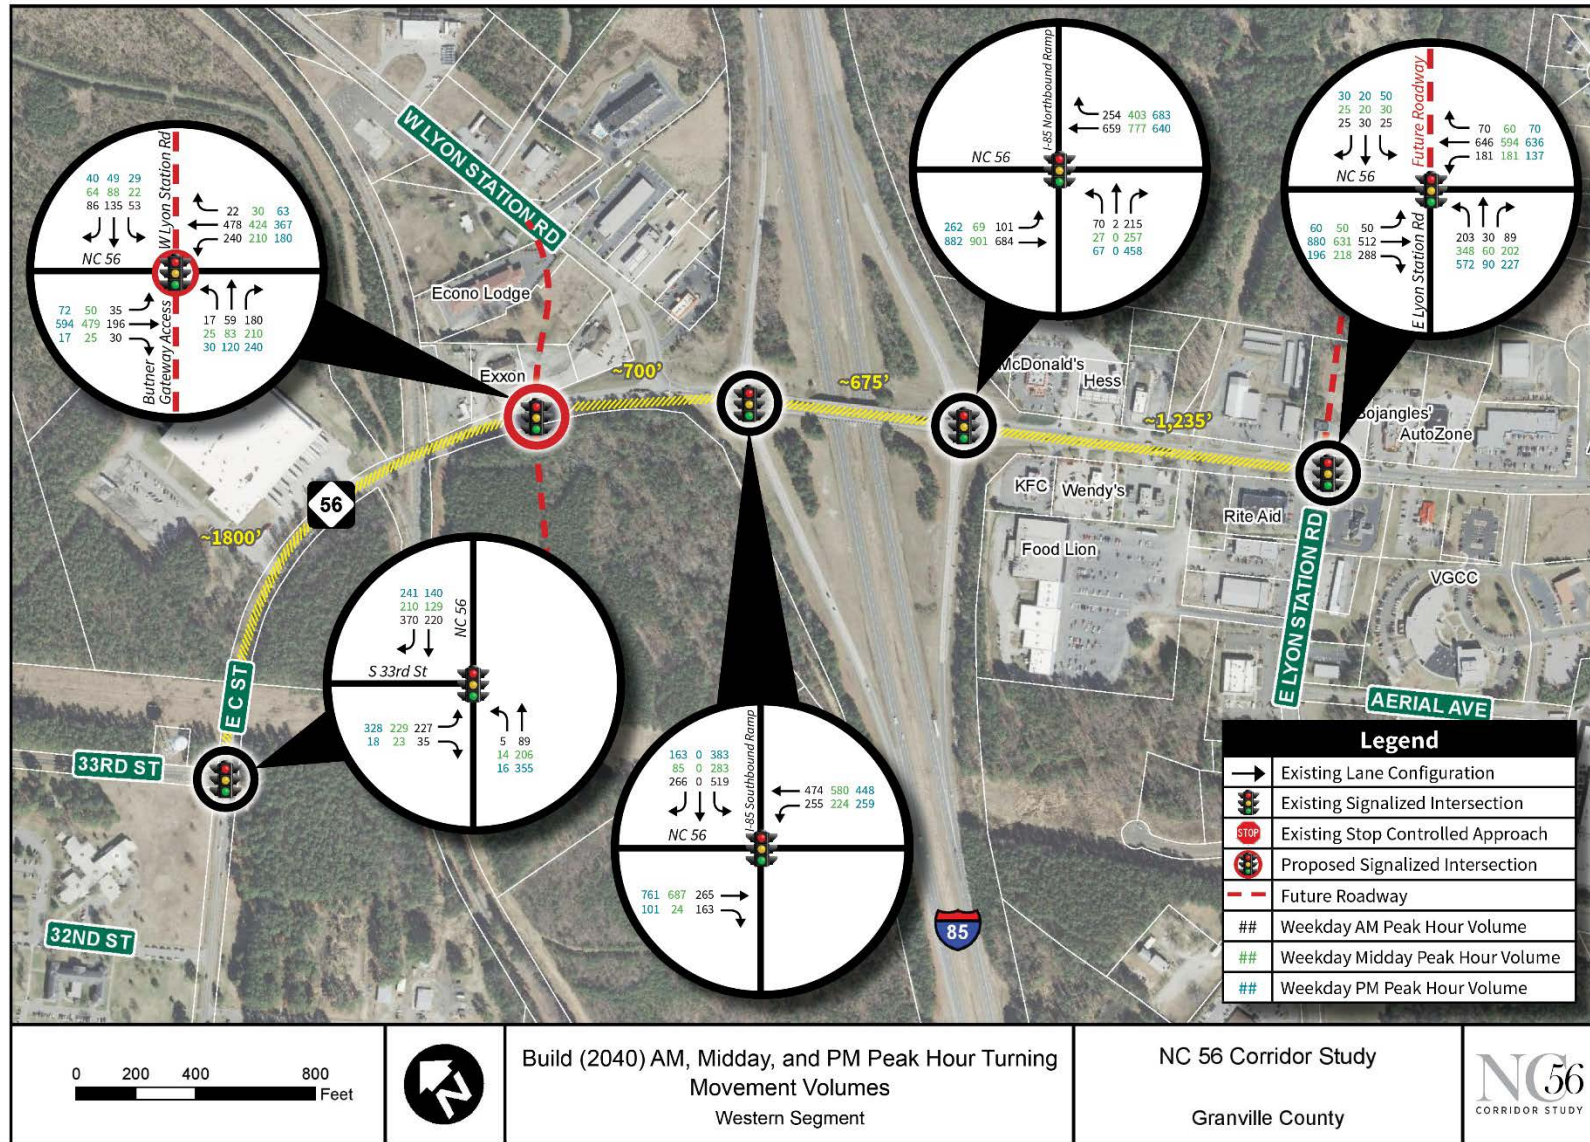 W Lyon Station Rd
40 49 29
64 88 22
86 135 53
22 30 63
478 424 367
240 210 180
NC 56
72 50 35
594 479 196
17 25 30
17 59 180
25 83 210
30 120 240
Butner
Gateway Access
I-85 Northbound Ramp
254 403 683
659 777 640
NC 56
262 69 101
882 901 684
70 2 215
27 0 257
67 0 458
Future Roadway
30 20 50
25 20 30
25 30 25
70 60 70
646 594 636
181 181 137
NC 56
60 50 50
880 631 512
196 218 288
203 30 89
348 60 202
572 90 227
E Lyon Station Rd
W LYON STATION RD
Econo Lodge
Exxon
~700'
~675'
McDonald's
Hess
~1,235'
Bojangles'
AutoZone
KFC
Wendy's
Rite Aid
Food Lion
VGCC
56
~1800'
E LYON STATION RD
AERIAL AVE
E C ST
33RD ST
32ND ST
241 140
210 129
370 220
NC 56
S 33rd St
328 229 227
18 23 35
5 89
14 206
16 355
I-85 Southbound Ramp
163 0 383
85 0 283
266 0 519
474 580 448
255 224 259
NC 56
761 687 265
101 24 163
85
Legend
Existing Lane Configuration
Existing Signalized Intersection
STOP Existing Stop Controlled Approach
Proposed Signalized Intersection
Future Roadway
## Weekday AM Peak Hour Volume
## Weekday Midday Peak Hour Volume
## Weekday PM Peak Hour Volume
0 200 400 800
Feet
N
Build (2040) AM, Midday, and PM Peak Hour Turning
Movement Volumes
Western Segment
NC 56 Corridor Study
Granville County
NC56
CORRIDOR STUDY